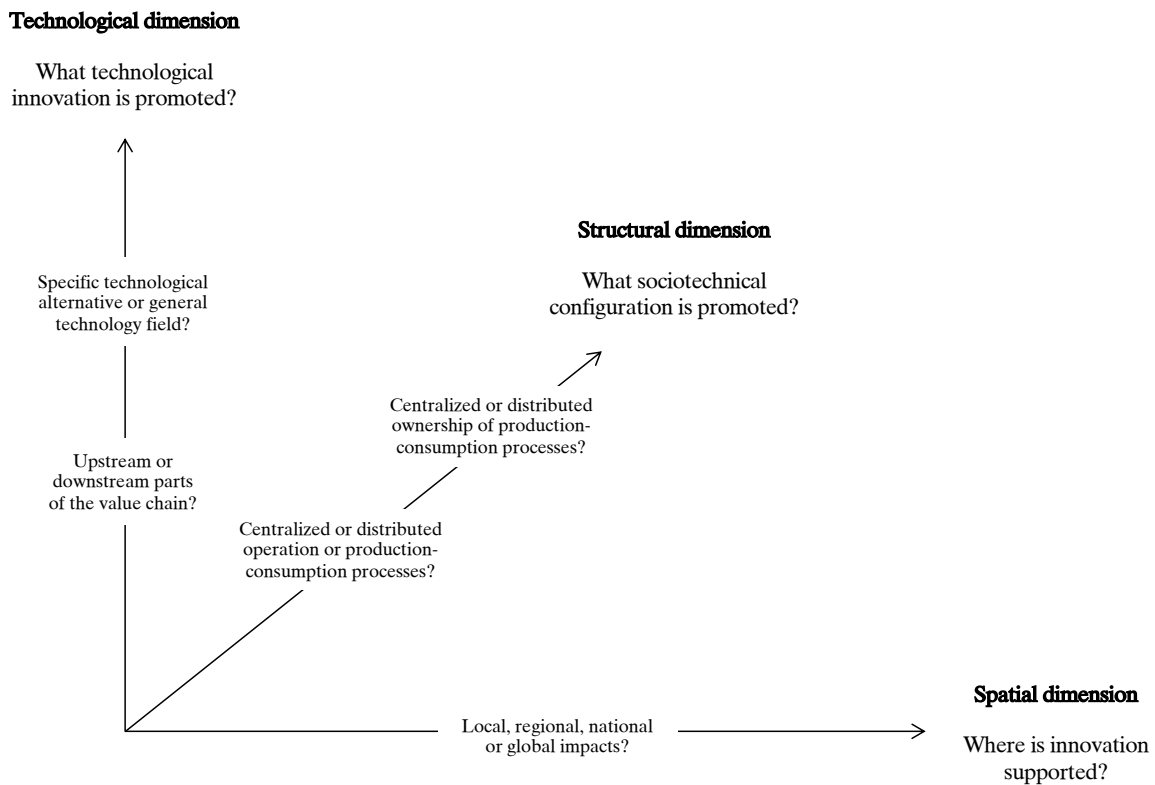 Technological dimension
What technological
innovation is promoted?
Structural dimension
What sociotechnical
configuration is promoted?
Specific technological
alternative or general
technology field?
Centralized or distributed
ownership of production-
consumption processes?
Upstream or
downstream parts
of the value chain?
Centralized or distributed
operation or production-
consumption processes?
Spatial dimension
Where is innovation
supported?
Local, regional, national
or global impacts?